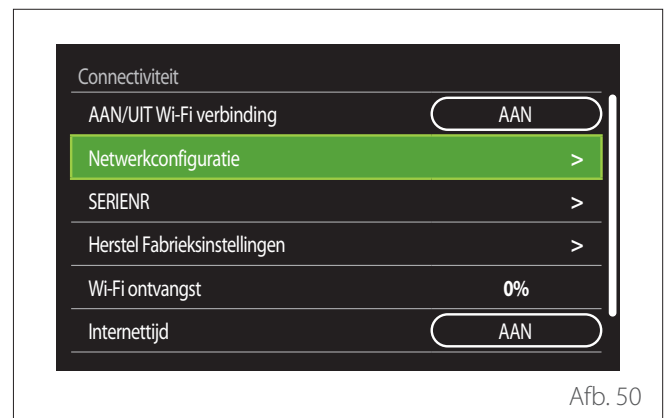 Connectiviteit
AAN/UIT Wi-Fi verbinding AAN
Netwerkconfiguratie >
SERIENR >
Herstel Fabrieksinstellingen >
Wi-Fi ontvangst 0%
Internettijd AAN
Afb. 50